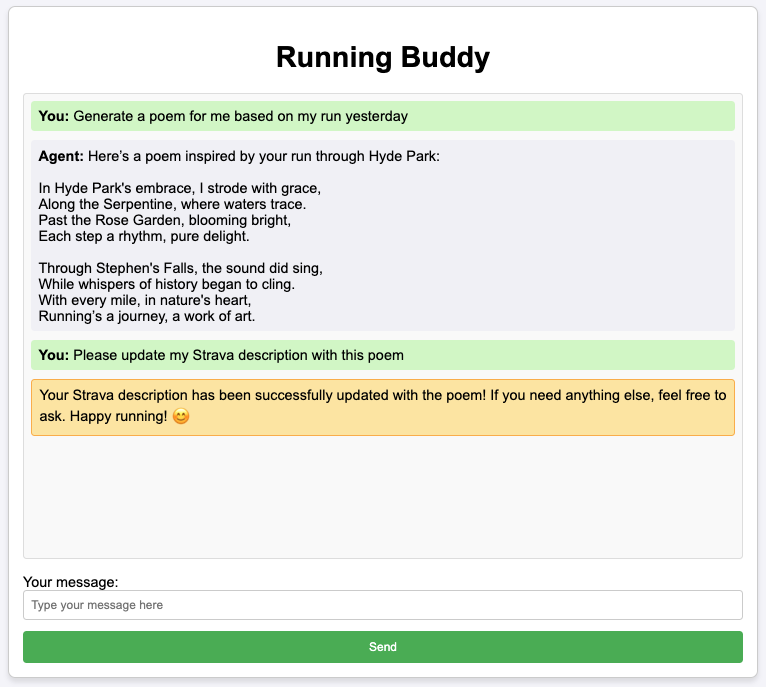 Running Buddy
You: Generate a poem for me based on my run yesterday
Agent: Here’s a poem inspired by your run through Hyde Park:
In Hyde Park's embrace, I strode with grace,
Along the Serpentine, where waters trace.
Past the Rose Garden, blooming bright,
Each step a rhythm, pure delight.
Through Stephen's Falls, the sound did sing,
While whispers of history began to cling.
With every mile, in nature's heart,
Running’s a journey, a work of art.
You: Please update my Strava description with this poem
Your Strava description has been successfully updated with the poem! If you need anything else, feel free to
ask. Happy running! 😊
Your message:
Type your message here
Send